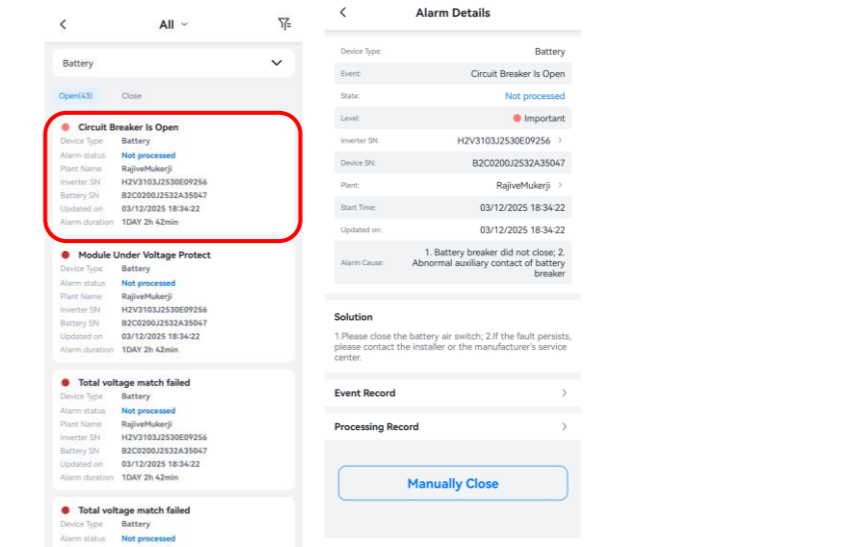 All
Battery
Open(43) Close
Circuit Breaker Is Open
Device Type Battery
Alarm status Not processed
Plant Name RajiveMukerji
Inverter SN H2V3103J2530E09256
Battery SN B2C0200J2532A35047
Updated on 03/12/2025 18:34:22
Alarm duration 1DAY 2h 42min
Module Under Voltage Protect
Device Type Battery
Alarm status Not processed
Plant Name RajiveMukerji
Inverter SN H2V3103J2530E09256
Battery SN B2C0200J2532A35047
Updated on 03/12/2025 18:34:22
Alarm duration 1DAY 2h 42min
Total voltage match failed
Device Type Battery
Alarm status Not processed
Plant Name RajiveMukerji
Inverter SN H2V3103J2530E09256
Battery SN B2C0200J2532A35047
Updated on 03/12/2025 18:34:22
Alarm duration 1DAY 2h 42min
Total voltage match failed
Device Type Battery
Alarm status Not processed
Alarm Details
Device Type: Battery
Event: Circuit Breaker Is Open
State: Not processed
Level: Important
Inverter SN: H2V3103J2530E09256
Device SN: B2C0200J2532A35047
Plant: RajiveMukerji
Start Time: 03/12/2025 18:34:22
Updated on: 03/12/2025 18:34:22
Alarm Cause: 1. Battery breaker did not close; 2.
Abnormal auxiliary contact of battery
breaker
Solution
1.Please close the battery air switch; 2.If the fault persists,
please contact the installer or the manufacturer's service
center.
Event Record
Processing Record
Manually Close